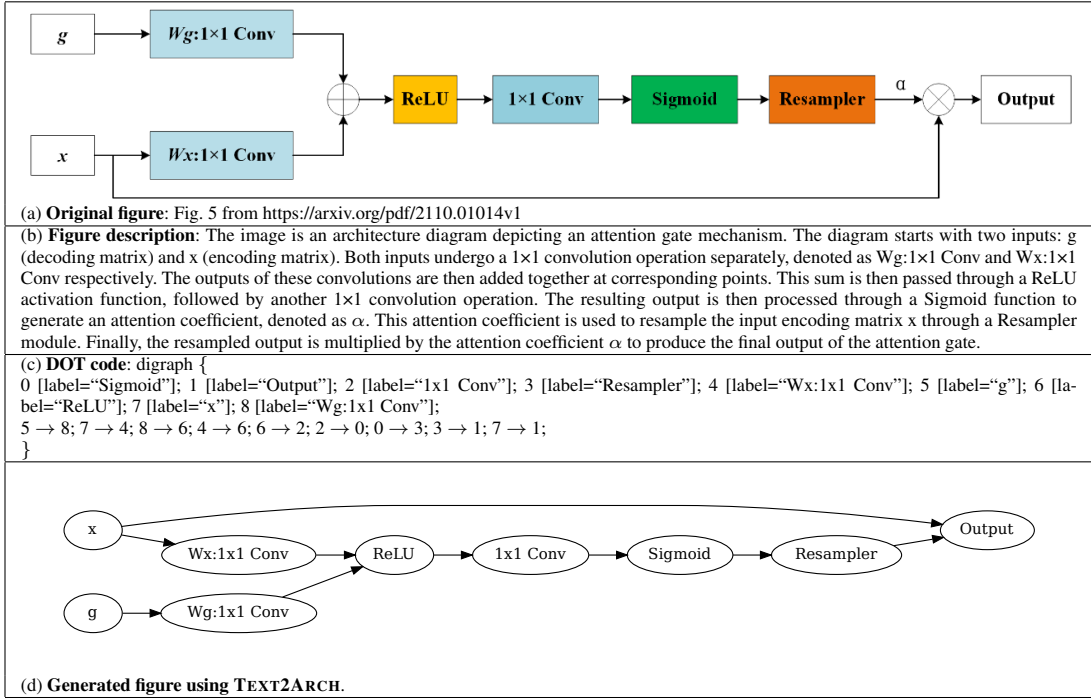 g
Wg:1×1 Conv
ReLU
1×1 Conv
Sigmoid
Resampler
α
Output
x
Wx:1×1 Conv
(a) Original figure: Fig. 5 from https://arxiv.org/pdf/2110.01014v1
(b) Figure description: The image is an architecture diagram depicting an attention gate mechanism. The diagram starts with two inputs: g
(decoding matrix) and x (encoding matrix). Both inputs undergo a 1×1 convolution operation separately, denoted as Wg:1×1 Conv and Wx:1×1
Conv respectively. The outputs of these convolutions are then added together at corresponding points. This sum is then passed through a ReLU
activation function, followed by another 1×1 convolution operation. The resulting output is then processed through a Sigmoid function to
generate an attention coefficient, denoted as α. This attention coefficient is used to resample the input encoding matrix x through a Resampler
module. Finally, the resampled output is multiplied by the attention coefficient α to produce the final output of the attention gate.
(c) DOT code: digraph {
0 [label=“Sigmoid”]; 1 [label=“Output”]; 2 [label=“1x1 Conv”]; 3 [label=“Resampler”]; 4 [label=“Wx:1x1 Conv”]; 5 [label=“g”]; 6 [la-
bel=“ReLU”]; 7 [label=“x”]; 8 [label=“Wg:1x1 Conv”];
5 → 8; 7 → 4; 8 → 6; 4 → 6; 6 → 2; 2 → 0; 0 → 3; 3 → 1; 7 → 1;
}
x
Output
Wx:1x1 Conv
ReLU
1x1 Conv
Sigmoid
Resampler
g
Wg:1x1 Conv
(d) Generated figure using TEXT2ARCH.